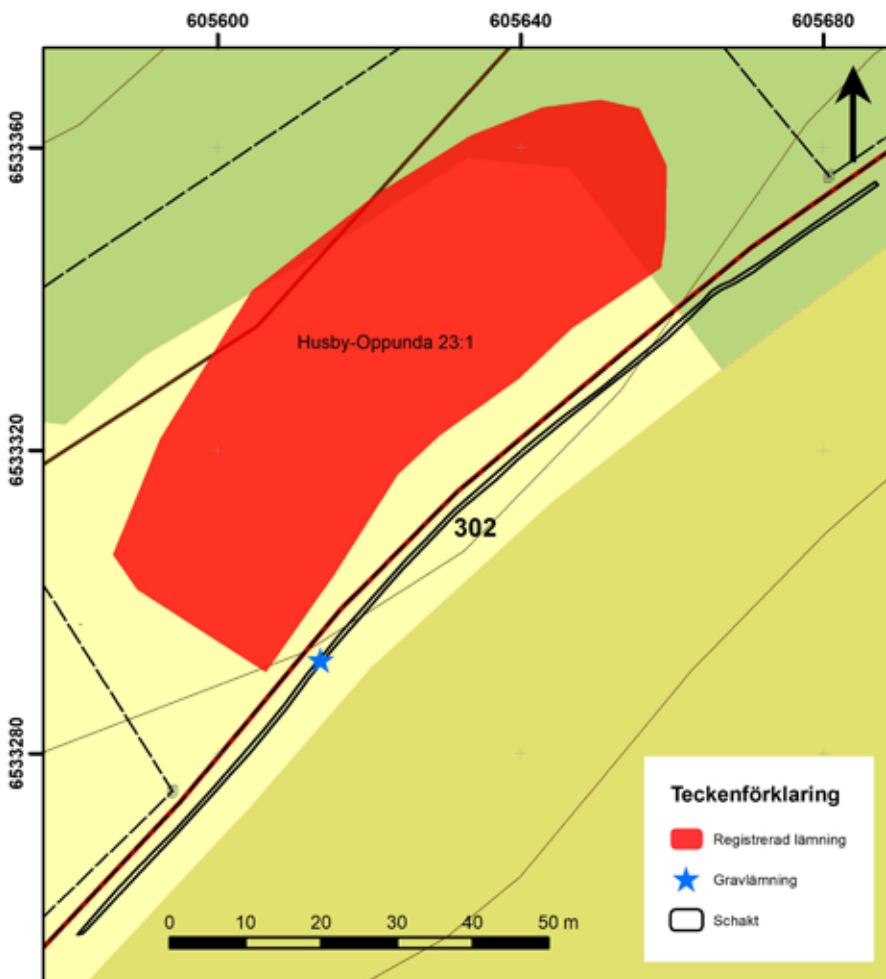 605600 605640 605680
6533360
Husby-Oppunda 23:1
6533320
302
6533280
Teckenförklaring
Registrerad lämning
Gravlämning
Schakt
0 10 20 30 40 50 m